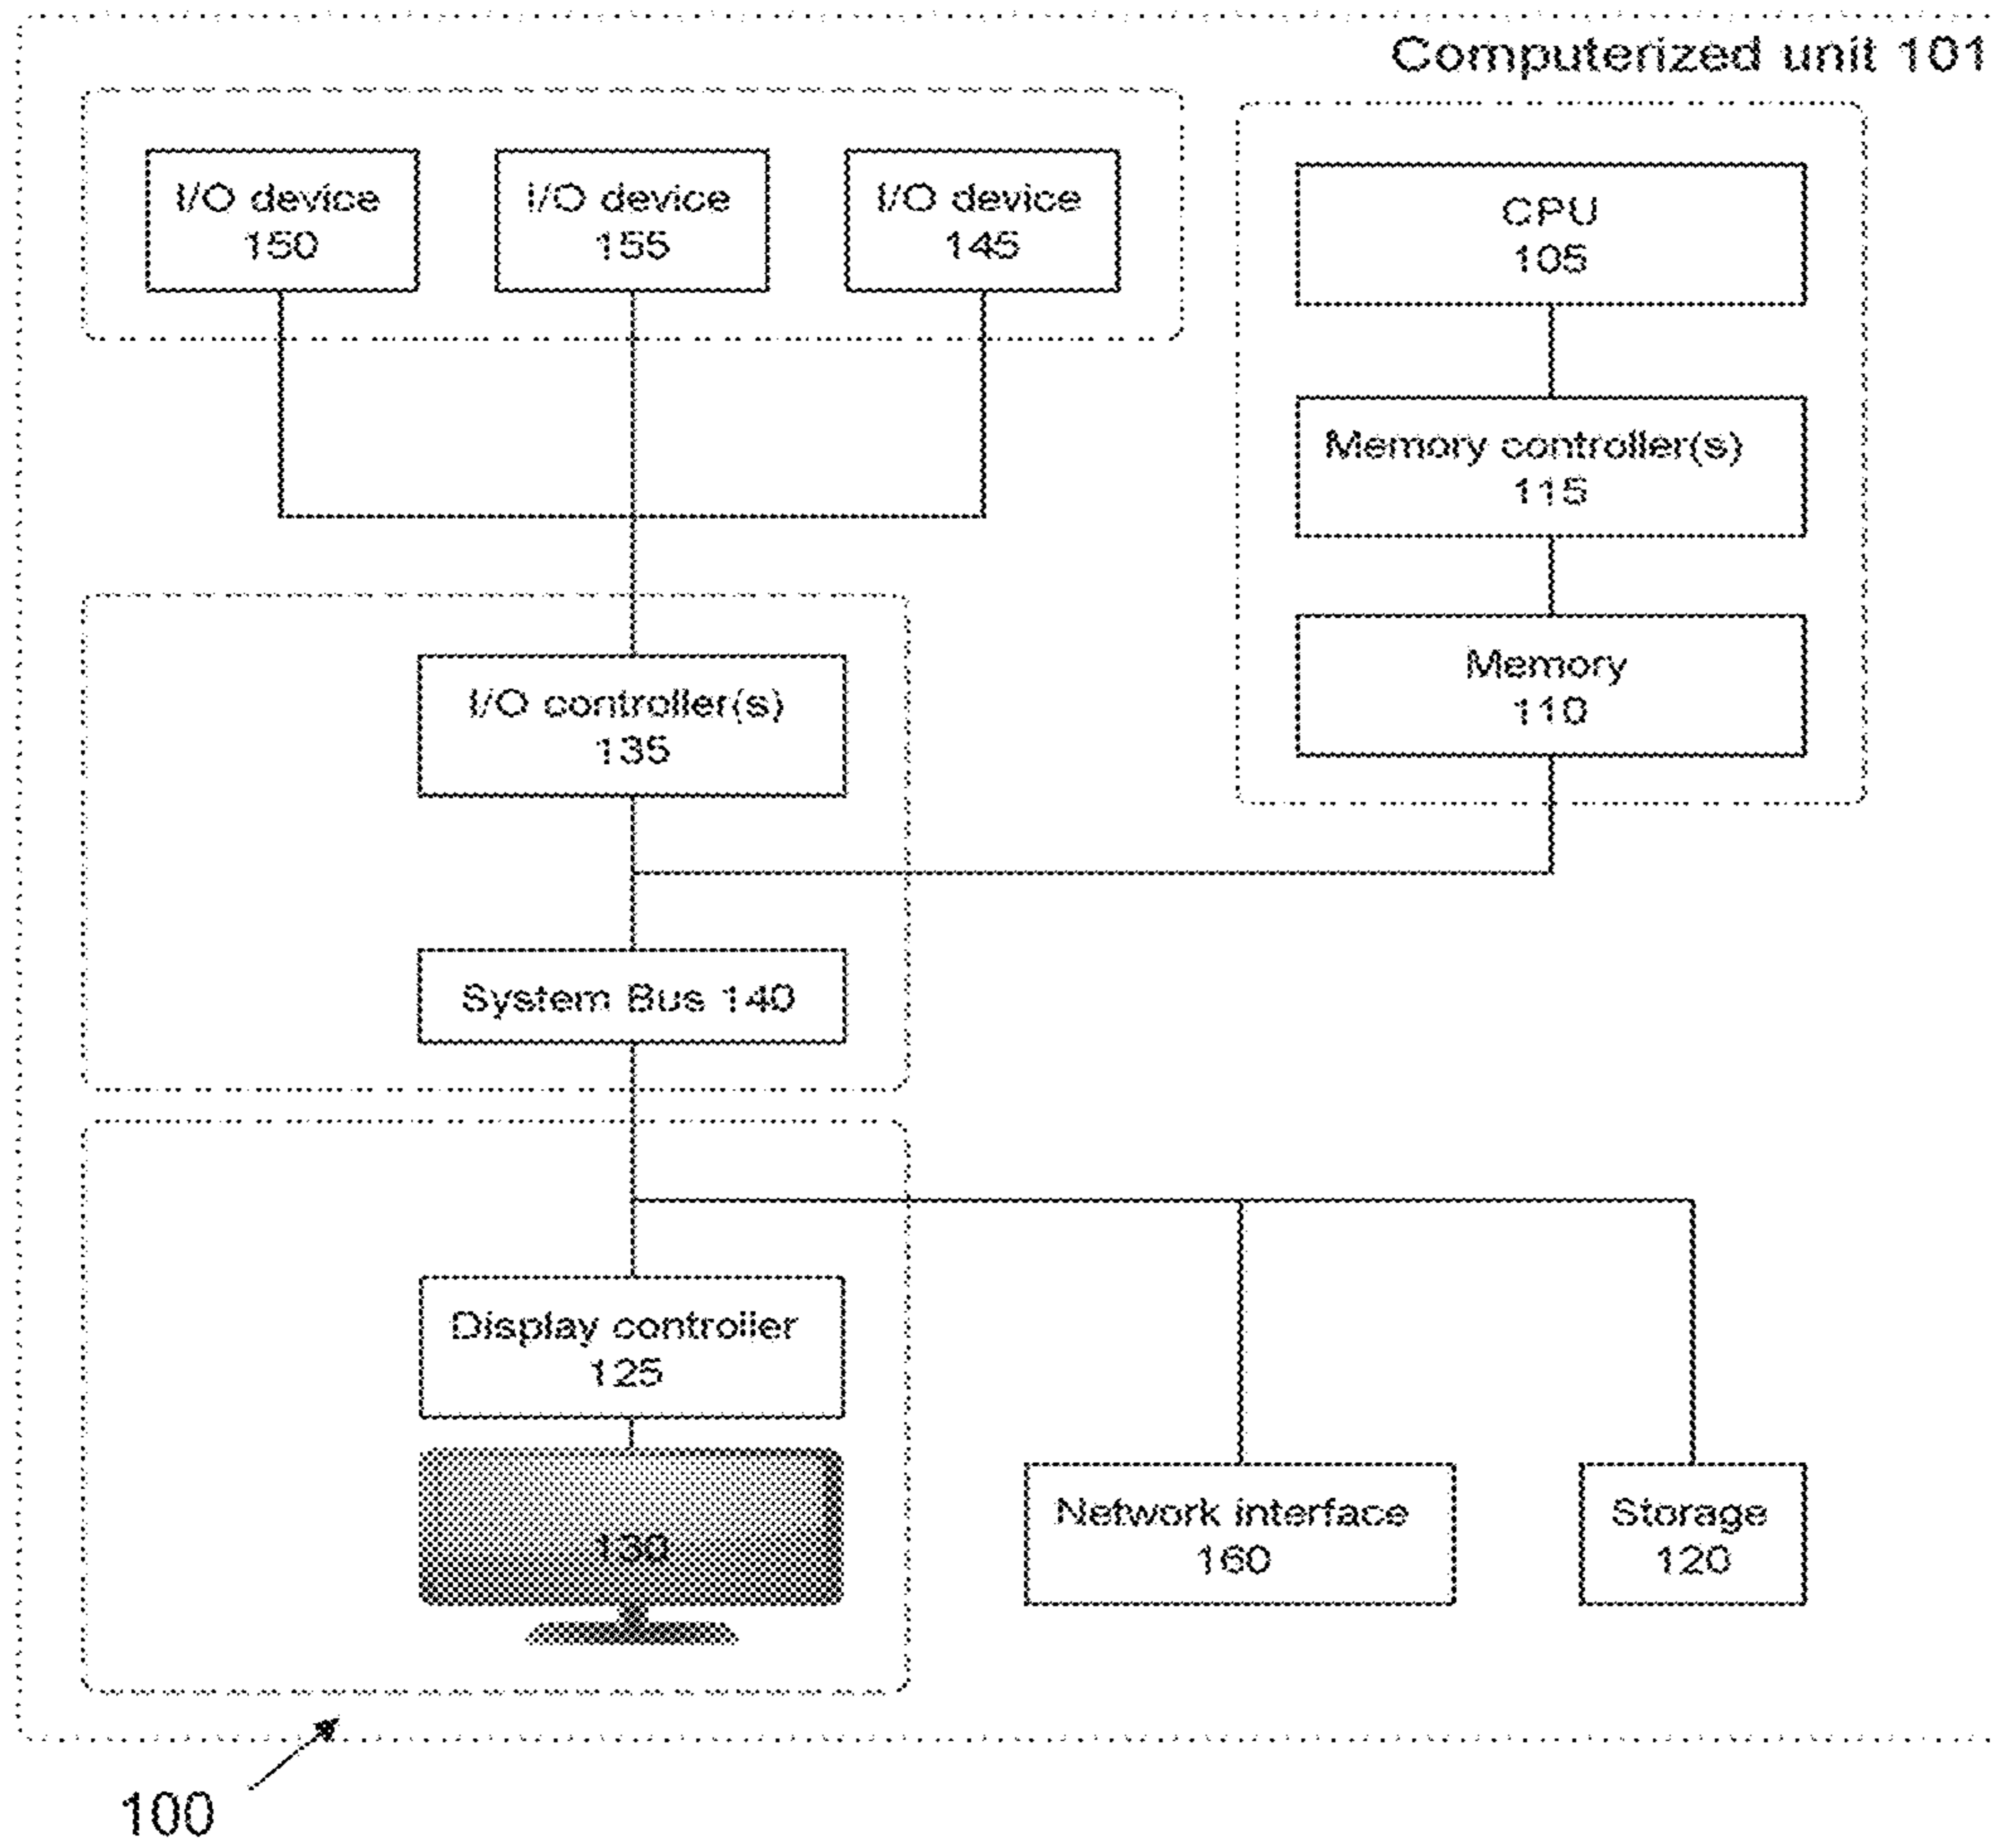 Computerized unit 101
I/O device
150
I/O device
155
I/O device
145
CPU
105
Memory controller(s)
115
Memory
110
I/O controller(s)
135
System Bus 140
Display controller
125
130
Network interface
160
Storage
120
100